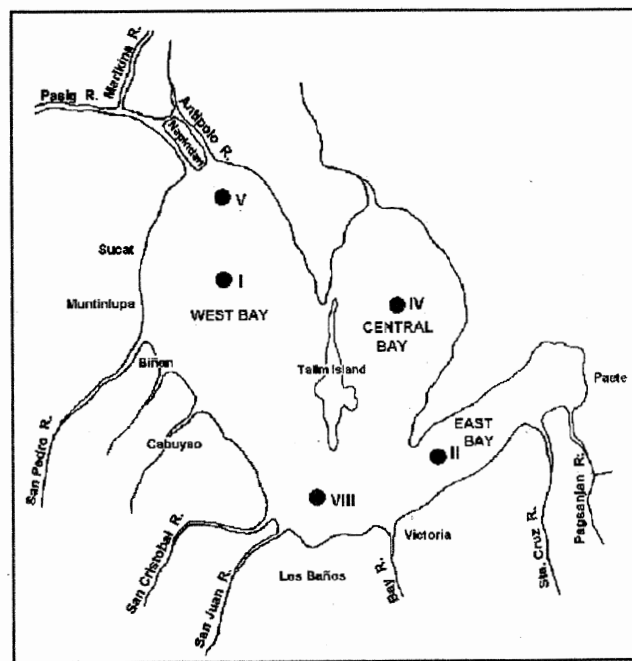 Marikina R.
Pasig R.
Napindan
Antipolo R.
V
Sucat
I
IV
Muntinlupa
WEST BAY
CENTRAL
BAY
Biñan
Talim Island
Paete
EAST
BAY
Cabuyao
II
San Pedro R.
Pagsanjan R.
VIII
San Cristobal R.
Victoria
Sta. Cruz R.
Los Baños
Bay R.
San Juan R.